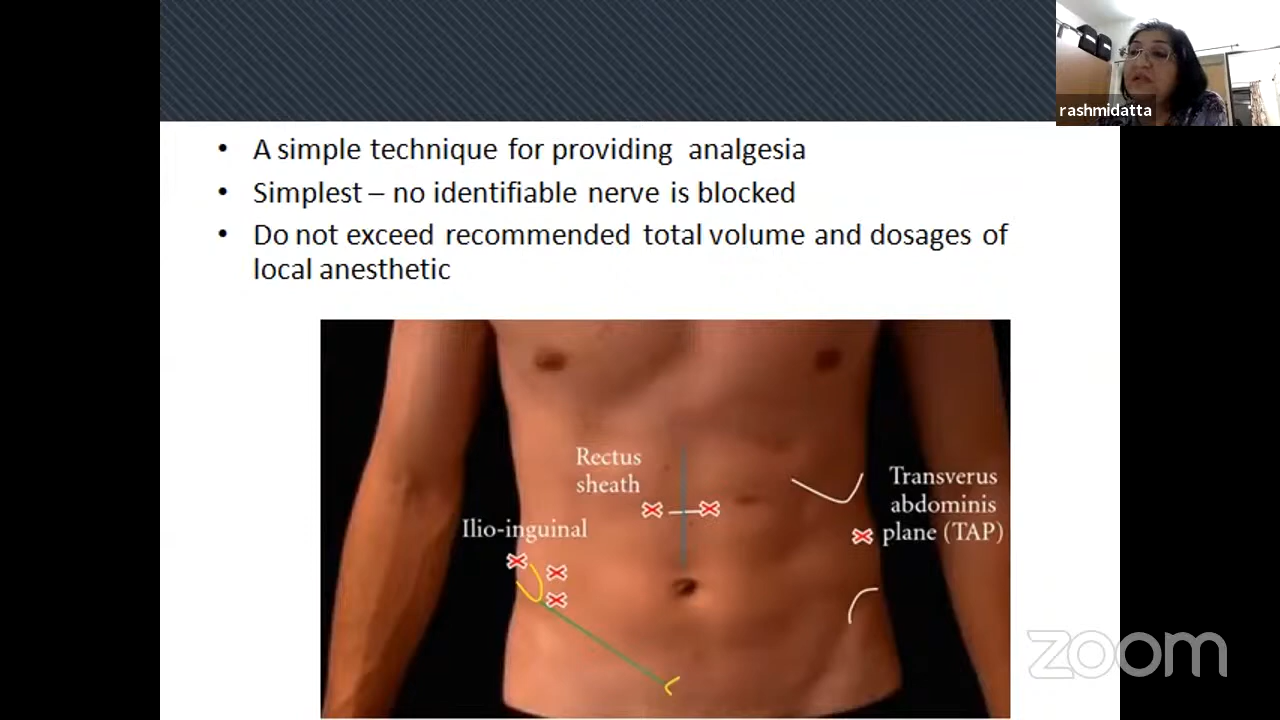 rashmidatta
• A simple technique for providing analgesia
• Simplest – no identifiable nerve is blocked
• Do not exceed recommended total volume and dosages of
local anesthetic
Rectus
sheath
Ilio-inguinal
Transverus
abdominis
plane (TAP)
zoom